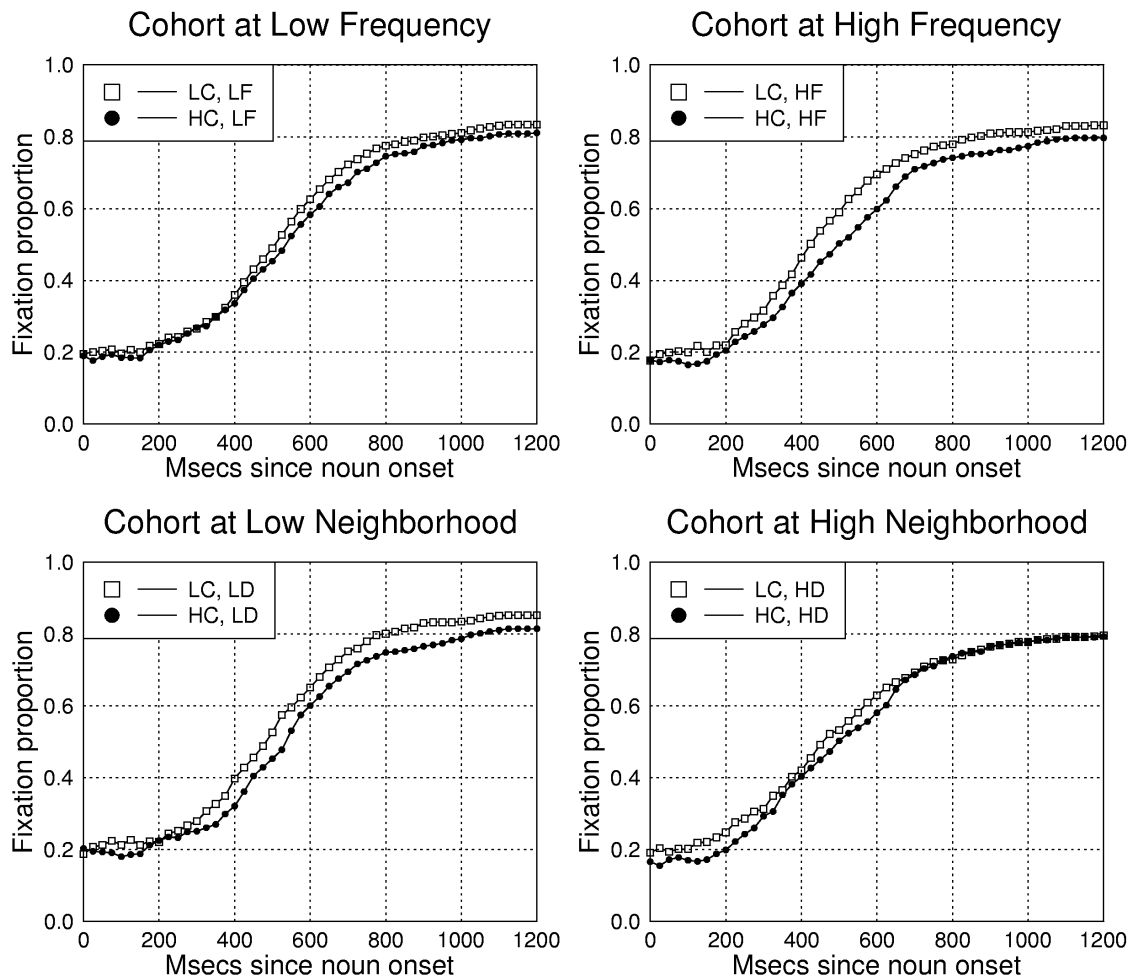 Cohort at Low Frequency
LC, LF
HC, LF
1.0
0.8
0.6
0.4
0.2
0.0
Fixation proportion
0 200 400 600 800 1000 1200
Msecs since noun onset
Cohort at High Frequency
LC, HF
HC, HF
1.0
0.8
0.6
0.4
0.2
0.0
Fixation proportion
0 200 400 600 800 1000 1200
Msecs since noun onset
Cohort at Low Neighborhood
LC, LD
HC, LD
1.0
0.8
0.6
0.4
0.2
0.0
Fixation proportion
0 200 400 600 800 1000 1200
Msecs since noun onset
Cohort at High Neighborhood
LC, HD
HC, HD
1.0
0.8
0.6
0.4
0.2
0.0
Fixation proportion
0 200 400 600 800 1000 1200
Msecs since noun onset